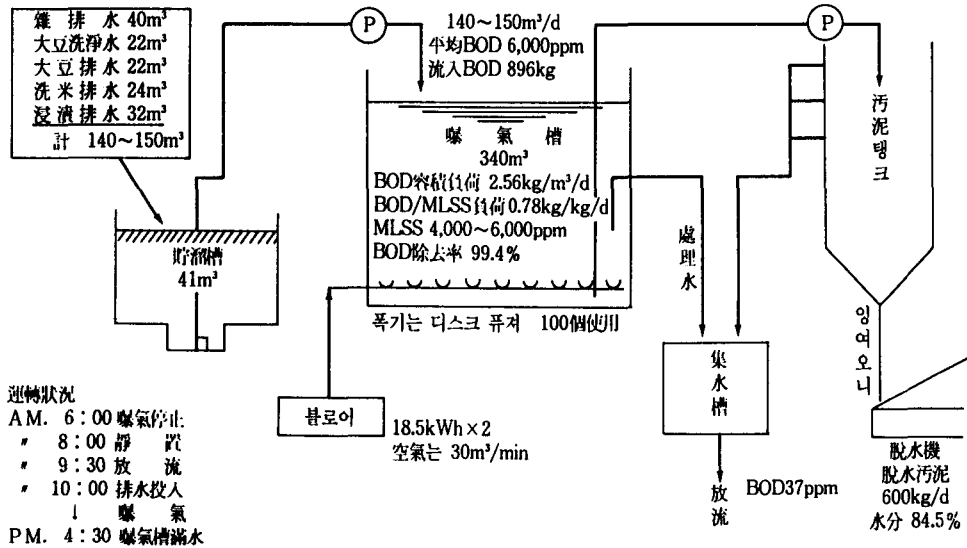 雜排水 40m³
大豆洗淨水 22m³
大豆排水 22m³
洗米排水 24m³
浸漬排水 32m³
計 140～150m³
貯溜槽
41m³
P
140～150m³/d
平均BOD 6,000ppm
流入BOD 896kg
曝氣槽
340m³
BOD容積負荷 2.56kg/m³/d
BOD/MLSS負荷 0.78kg/kg/d
MLSS 4,000～6,000ppm
BOD除去率 99.4%
폭기는 디스크 퓨져 100個使用
블로어
18.5kWh×2
空氣는 30m³/min
處理水
集水槽
放流
BOD37ppm
P
汚泥탱크
잉여오니
脫水機
脫水汚泥
600kg/d
水分 84.5%
運轉狀况
AM. 6：00 曝氣停止
〃 8：00 靜置
〃 9：30 放流
〃 10：00 排水投入
↓ 曝氣
PM. 4：30 曝氣槽滿水